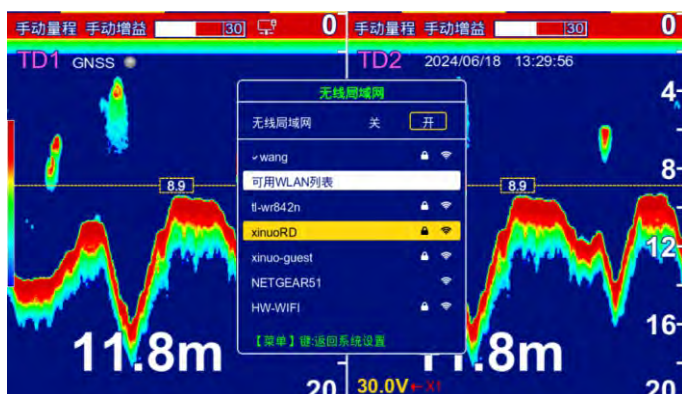 手动量程 手动增益 30 0
手动量程 手动增益 30 0
TD1 GNSS
TD2 2024/06/18 13:29:56
无线局域网
无线局域网 关 开
wang
可用WLAN列表
tl-wr842n
xinuoRD
xinuo-guest
NETGEAR51
HW-WIFI
【菜单】键:返回系统设置
4
8
8.9
8.9
12
16
11.8m
11.8m
20
20
30.0V X1